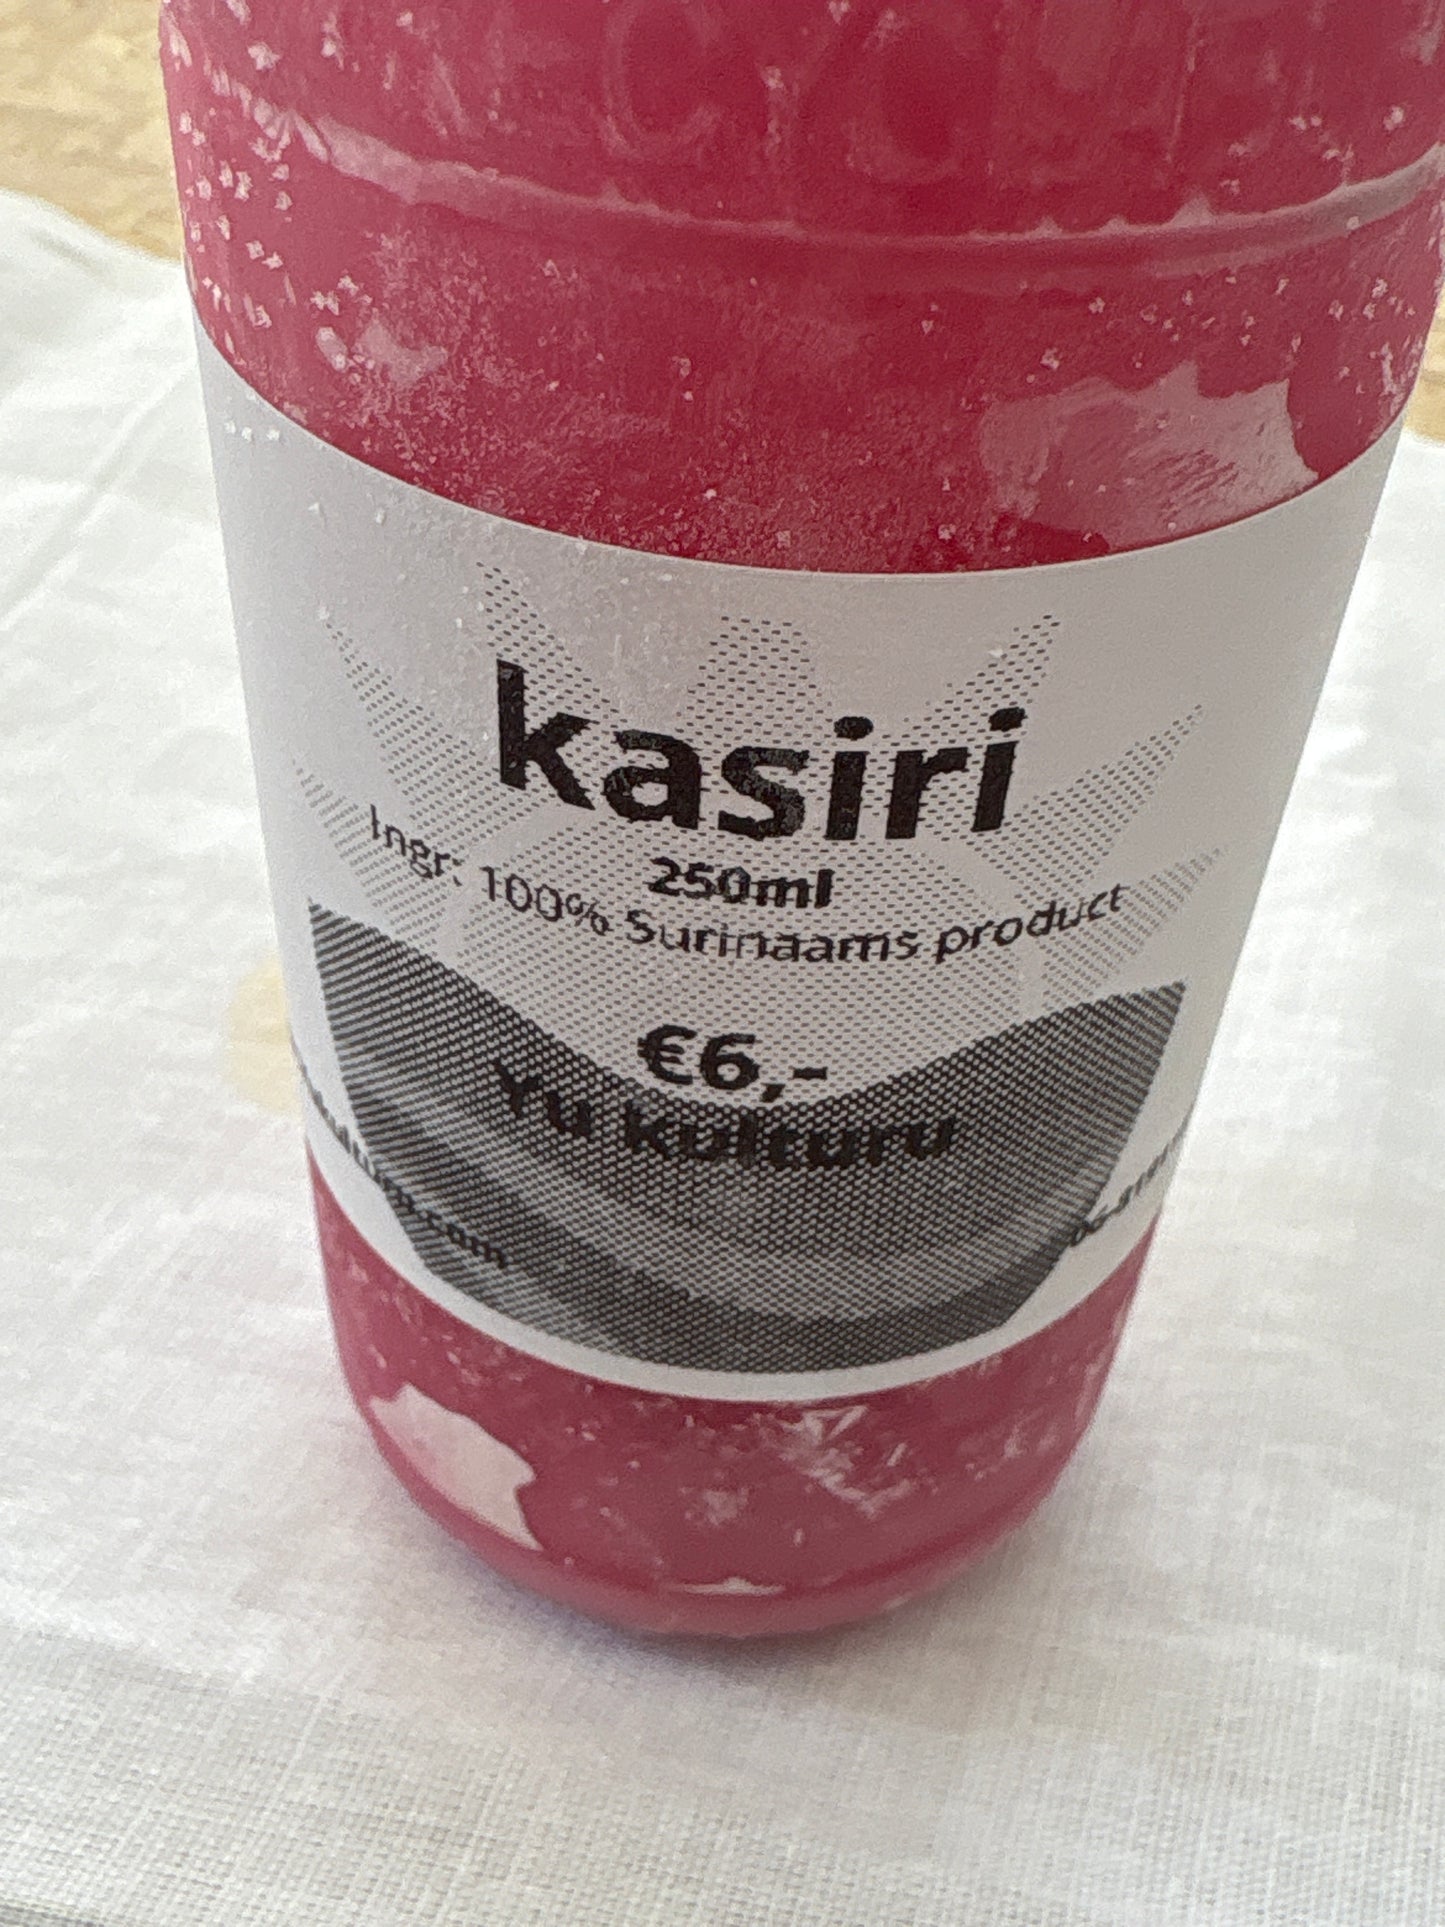 kasiri
250ml
Ingr: 100% Surinaams product
€6,-
Yu kulturu